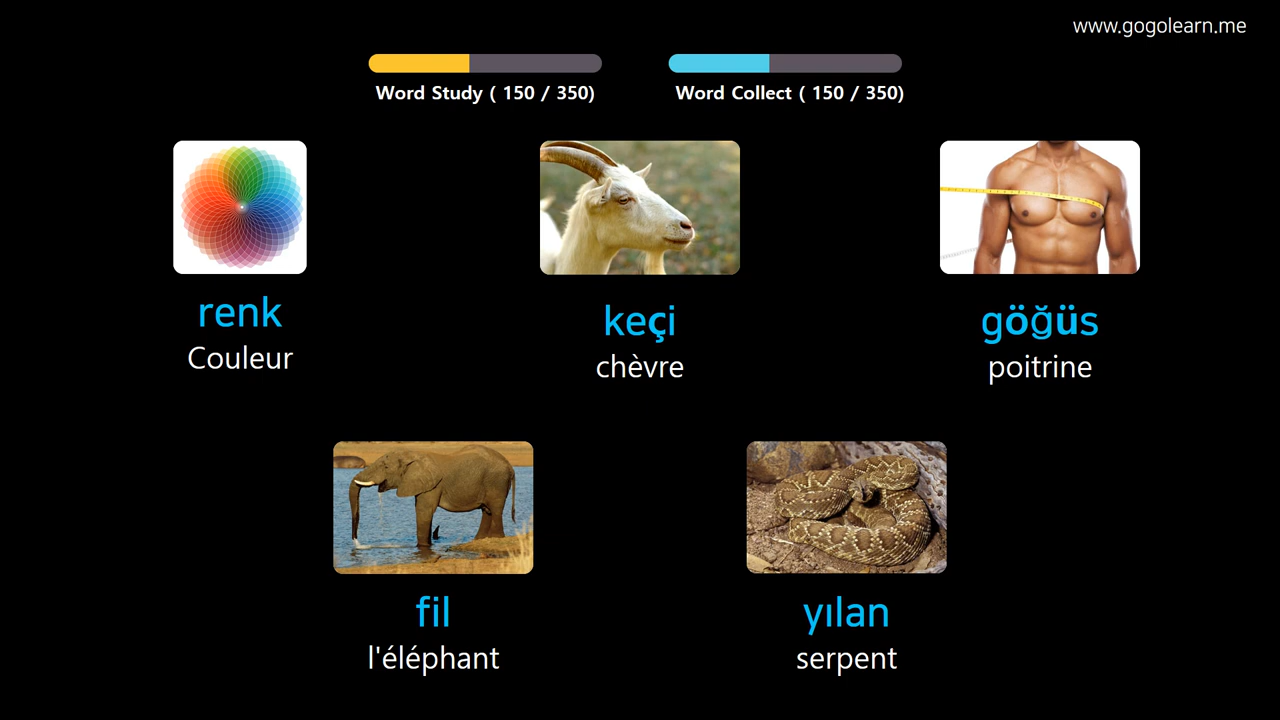 www.gogolearn.me
Word Study ( 150 / 350)
Word Collect ( 150 / 350)
renk
Couleur
keçi
chèvre
göğüs
poitrine
fil
l'éléphant
yılan
serpent